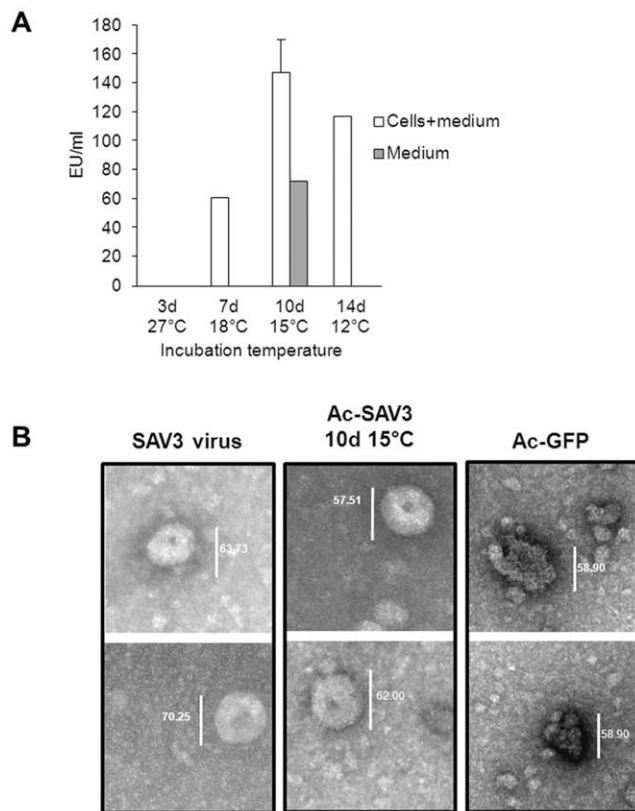 A
180
160
140
120
100
80
60
40
20
0
EU/ml
Cells+medium
Medium
3d 7d 10d 14d
27°C 18°C 15°C 12°C
Incubation temperature
B
SAV3 virus
Ac-SAV3
10d 15°C
Ac-GFP
63,73
57.51
58.90
70.25
62.00
58.90